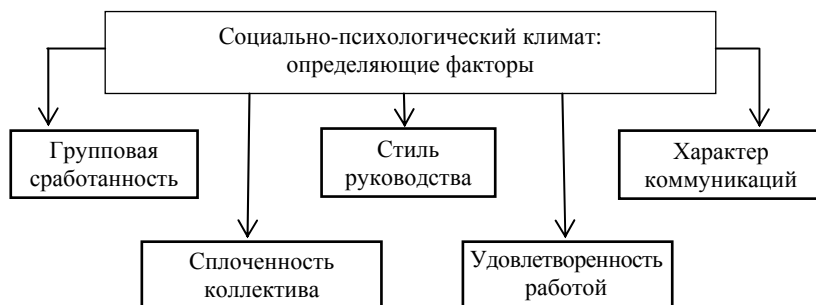 Социально-психологический климат:
определяющие факторы
Групповая
сработанность
Стиль
руководства
Характер
коммуникаций
Сплоченность
коллектива
Удовлетворенность
работой